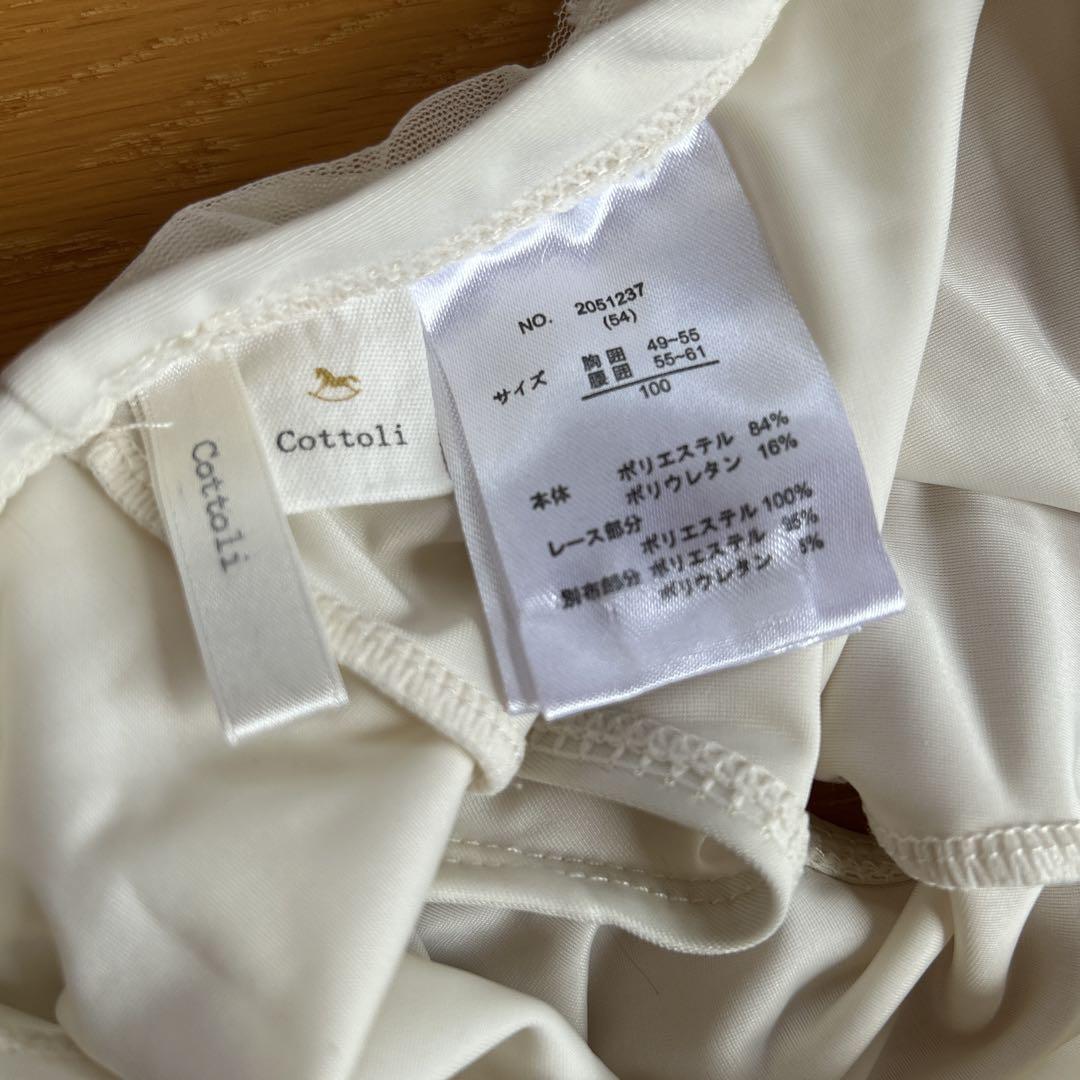 Cottoli
Cottoli
NO. 2051237
(54)
サイズ
胸囲 49~55
腰囲 55~61
100
本体 ポリエステル 84%
ポリウレタン 16%
レース部分 ポリエステル 100%
別布部分 ポリエステル
ポリウレタン